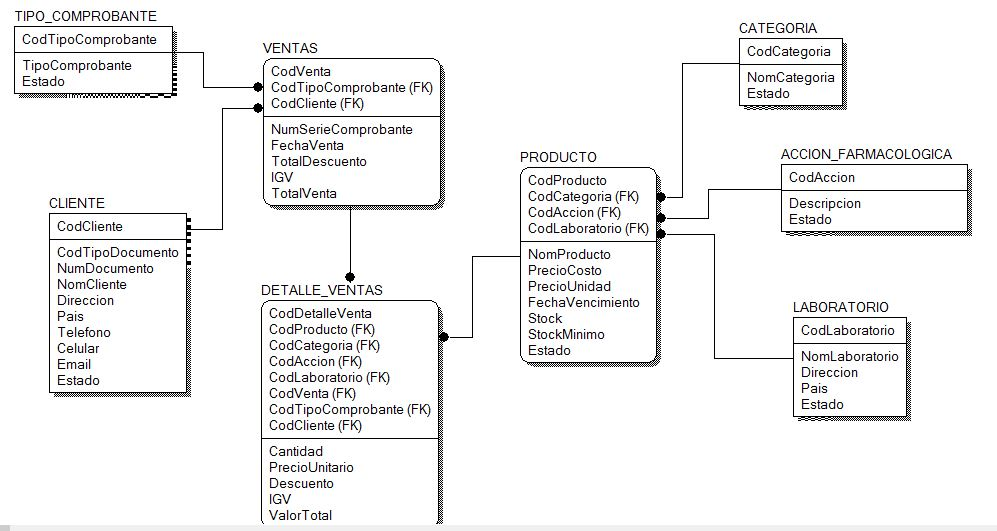 TIPO_COMPROBANTE
CodTipoComprobante
TipoComprobante
Estado
VENTAS
CodVenta
CodTipoComprobante (FK)
CodCliente (FK)
NumSerieComprobante
FechaVenta
TotalDescuento
IGV
TotalVenta
CATEGORIA
CodCategoria
NomCategoria
Estado
PRODUCTO
CodProducto
CodCategoria (FK)
CodAccion (FK)
CodLaboratorio (FK)
NomProducto
PrecioCosto
PrecioUnidad
FechaVencimiento
Stock
StockMinimo
Estado
ACCION_FARMACOLOGICA
CodAccion
Descripcion
Estado
CLIENTE
CodCliente
CodTipoDocumento
NumDocumento
NomCliente
Direccion
Pais
Telefono
Celular
Email
Estado
DETALLE_VENTAS
CodDetalleVenta
CodProducto (FK)
CodCategoria (FK)
CodAccion (FK)
CodLaboratorio (FK)
CodVenta (FK)
CodTipoComprobante (FK)
CodCliente (FK)
Cantidad
PrecioUnitario
Descuento
IGV
ValorTotal
LABORATORIO
CodLaboratorio
NomLaboratorio
Direccion
Pais
Estado